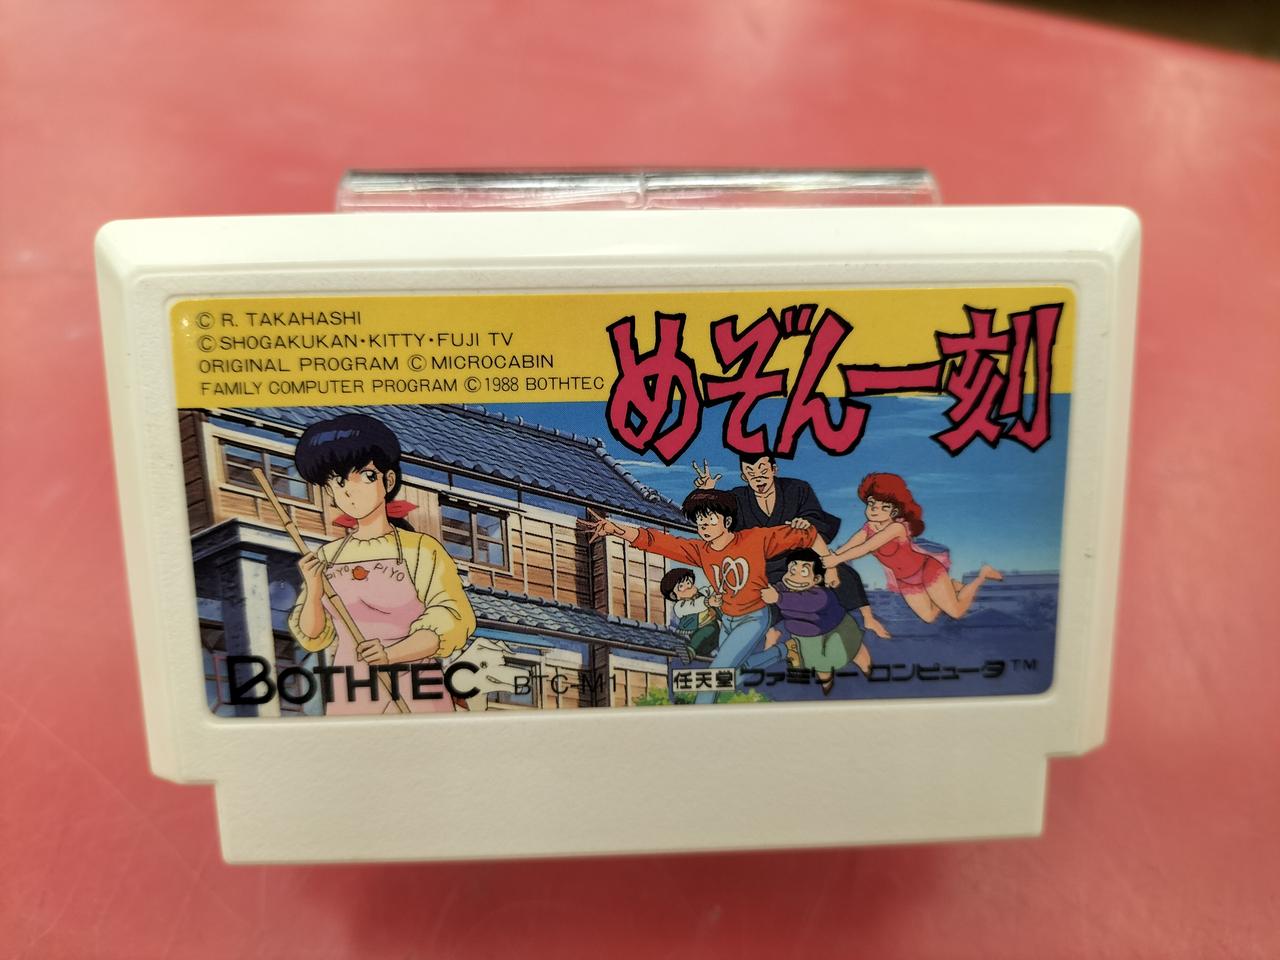 © R. TAKAHASHI
© SHOGAKUKAN・KITTY・FUJI TV
ORIGINAL PROGRAM © MICROCABIN
FAMILY COMPUTER PROGRAM © 1988 BOTHTEC
めぞん一刻
PIYO PIYO
ゆ
BOTHTEC®
BTC-M1
任天堂 ファミリーコンピュータ™